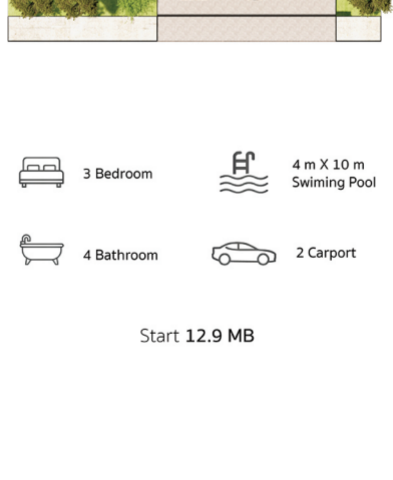 3 Bedroom
4 m X 10 m
Swiming Pool
4 Bathroom
2 Carport
Start 12.9 MB